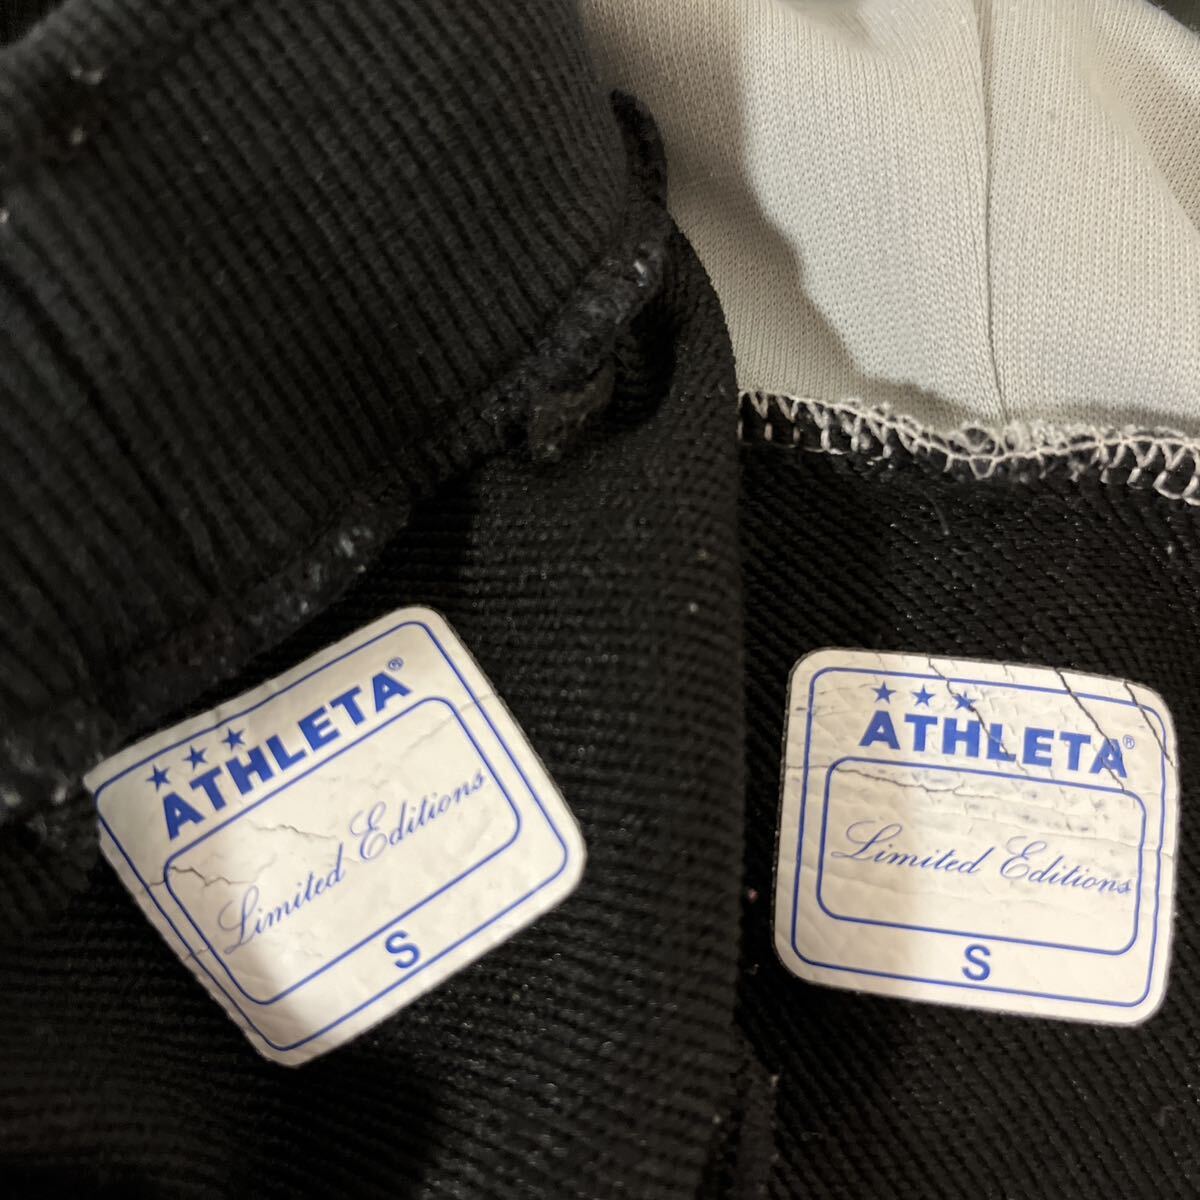 ★★★
ATHLETA®
Limited Editions
S
★★★
ATHLETA®
Limited Editions
S